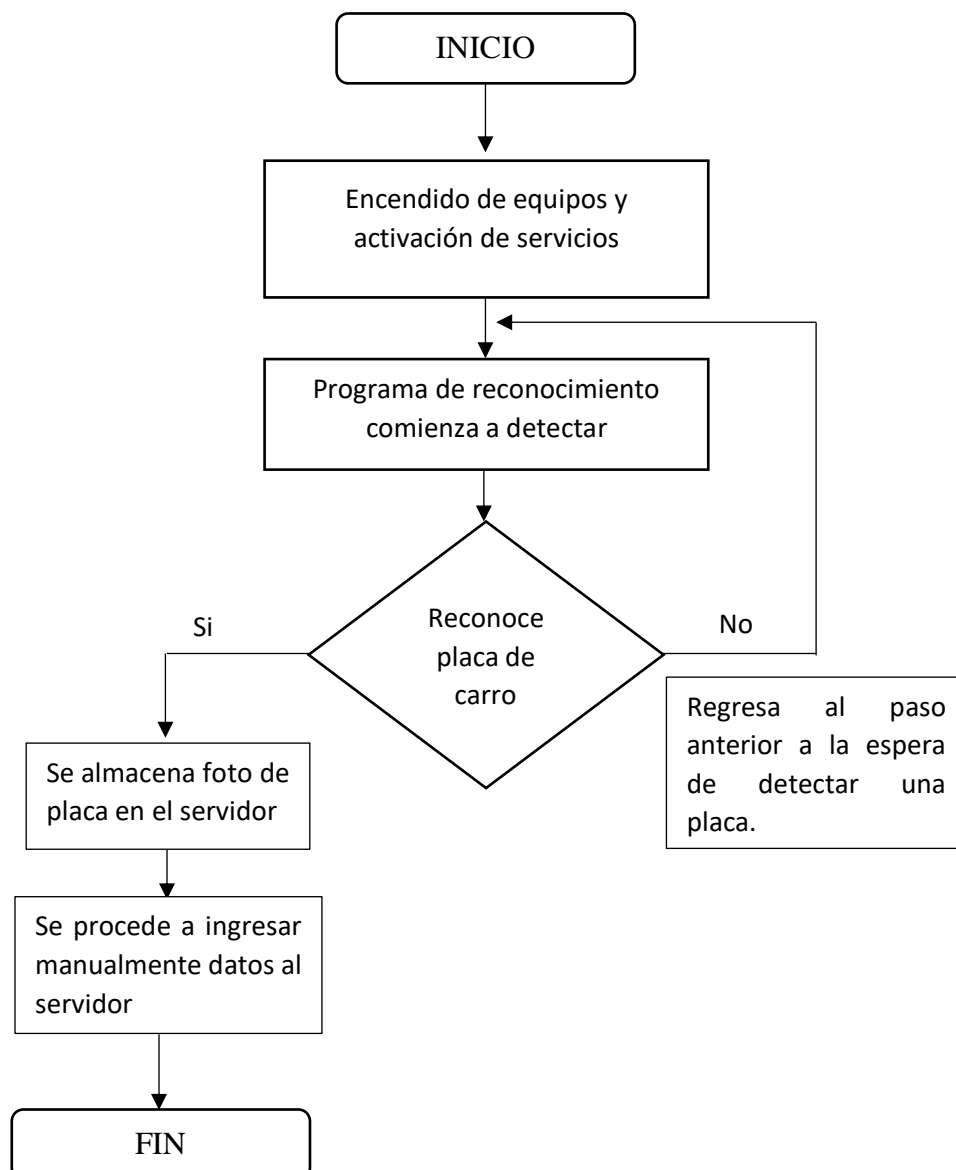 INICIO
Encendido de equipos y
activación de servicios
Programa de reconocimiento
comienza a detectar
Reconoce
placa de
carro
Si
No
Regresa al paso
anterior a la espera
de detectar una
placa.
Se almacena foto de
placa en el servidor
Se procede a ingresar
manualmente datos al
servidor
FIN